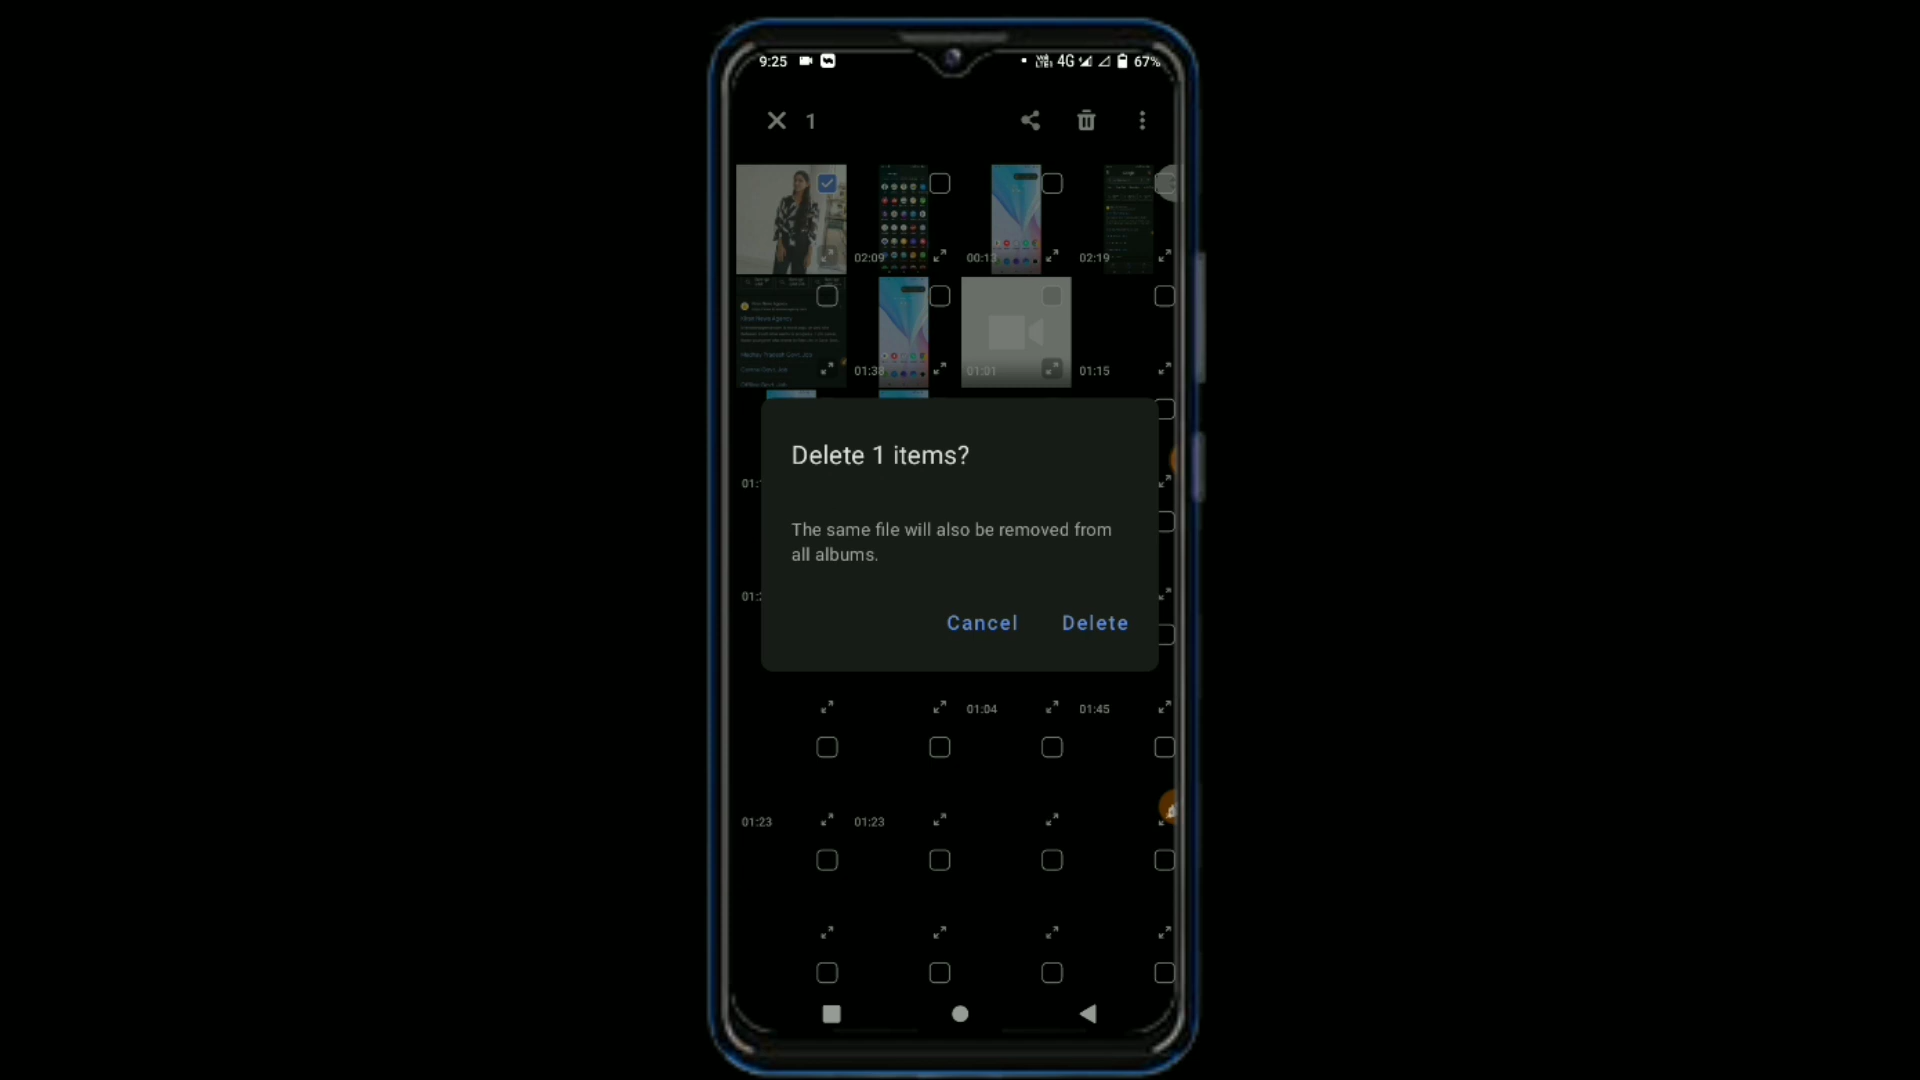 9:25 VoLTE1 4G 67%
1
02:09 00:13 02:19
01:38 01:01 01:15
Delete 1 items?
The same file will also be removed from
all albums.
Cancel Delete
01:04 01:45
01:23 01:23